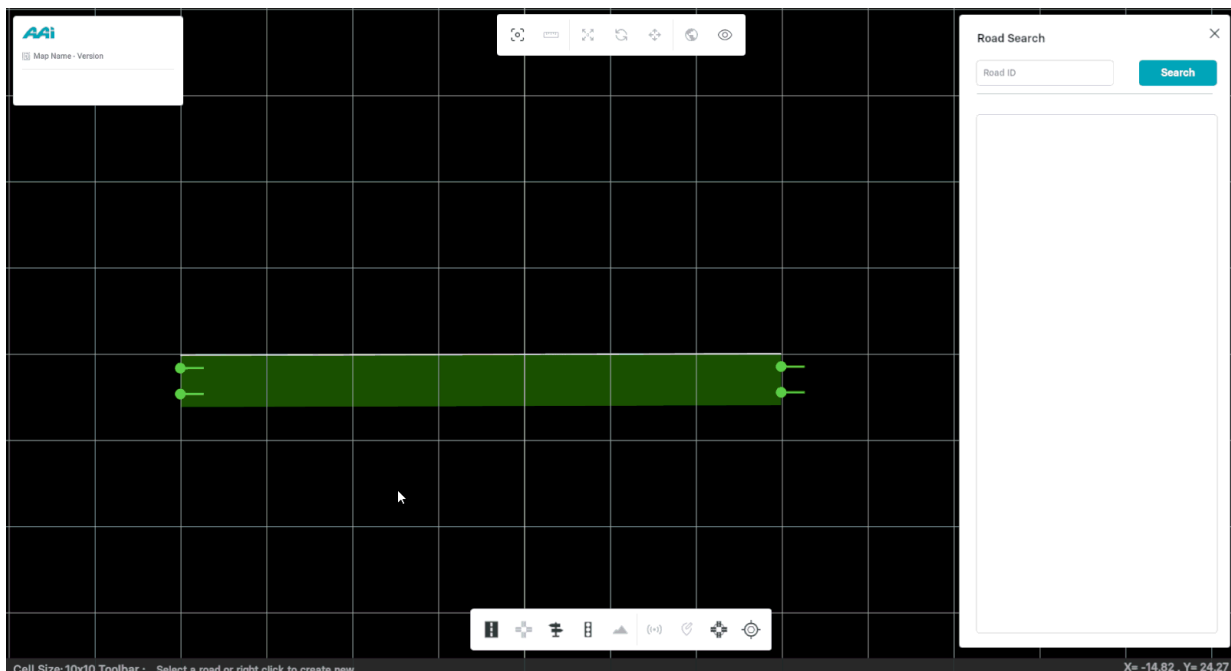 AAi
Map Name - Version
Road Search
Road ID
Search
Cell Size: 10x10 Toolbar : Select a road or right click to create new
X= -14.82 , Y= 24.27